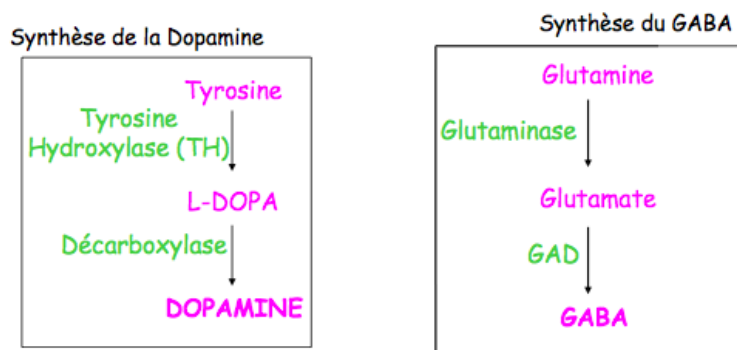 Synthèse de la Dopamine
Tyrosine
Tyrosine
Hydroxylase (TH)
L-DOPA
Décarboxylase
DOPAMINE
Synthèse du GABA
Glutamine
Glutaminase
Glutamate
GAD
GABA